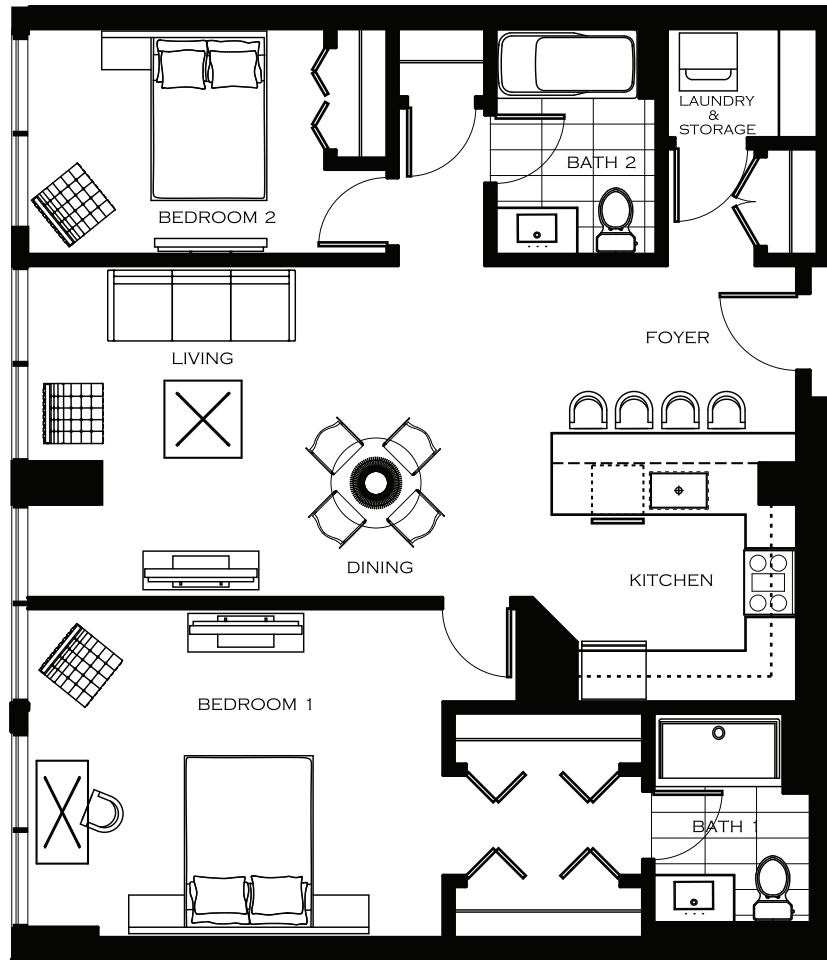 LAUNDRY
&
STORAGE
BATH 2
BEDROOM 2
FOYER
LIVING
DINING
KITCHEN
BEDROOM 1
BATH 1